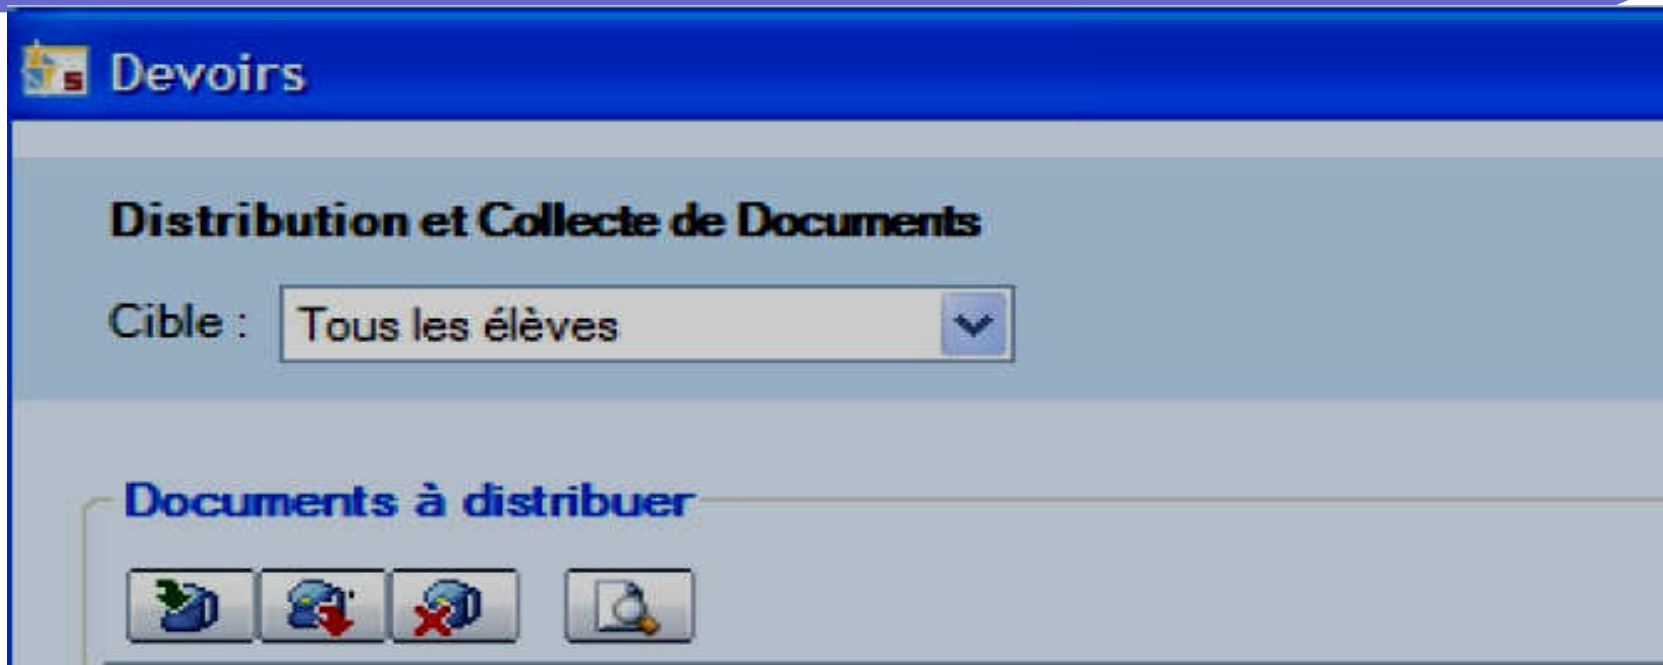 Devoirs
Distribution et Collecte de Documents
Cible : Tous les élèves
Documents à distribuer